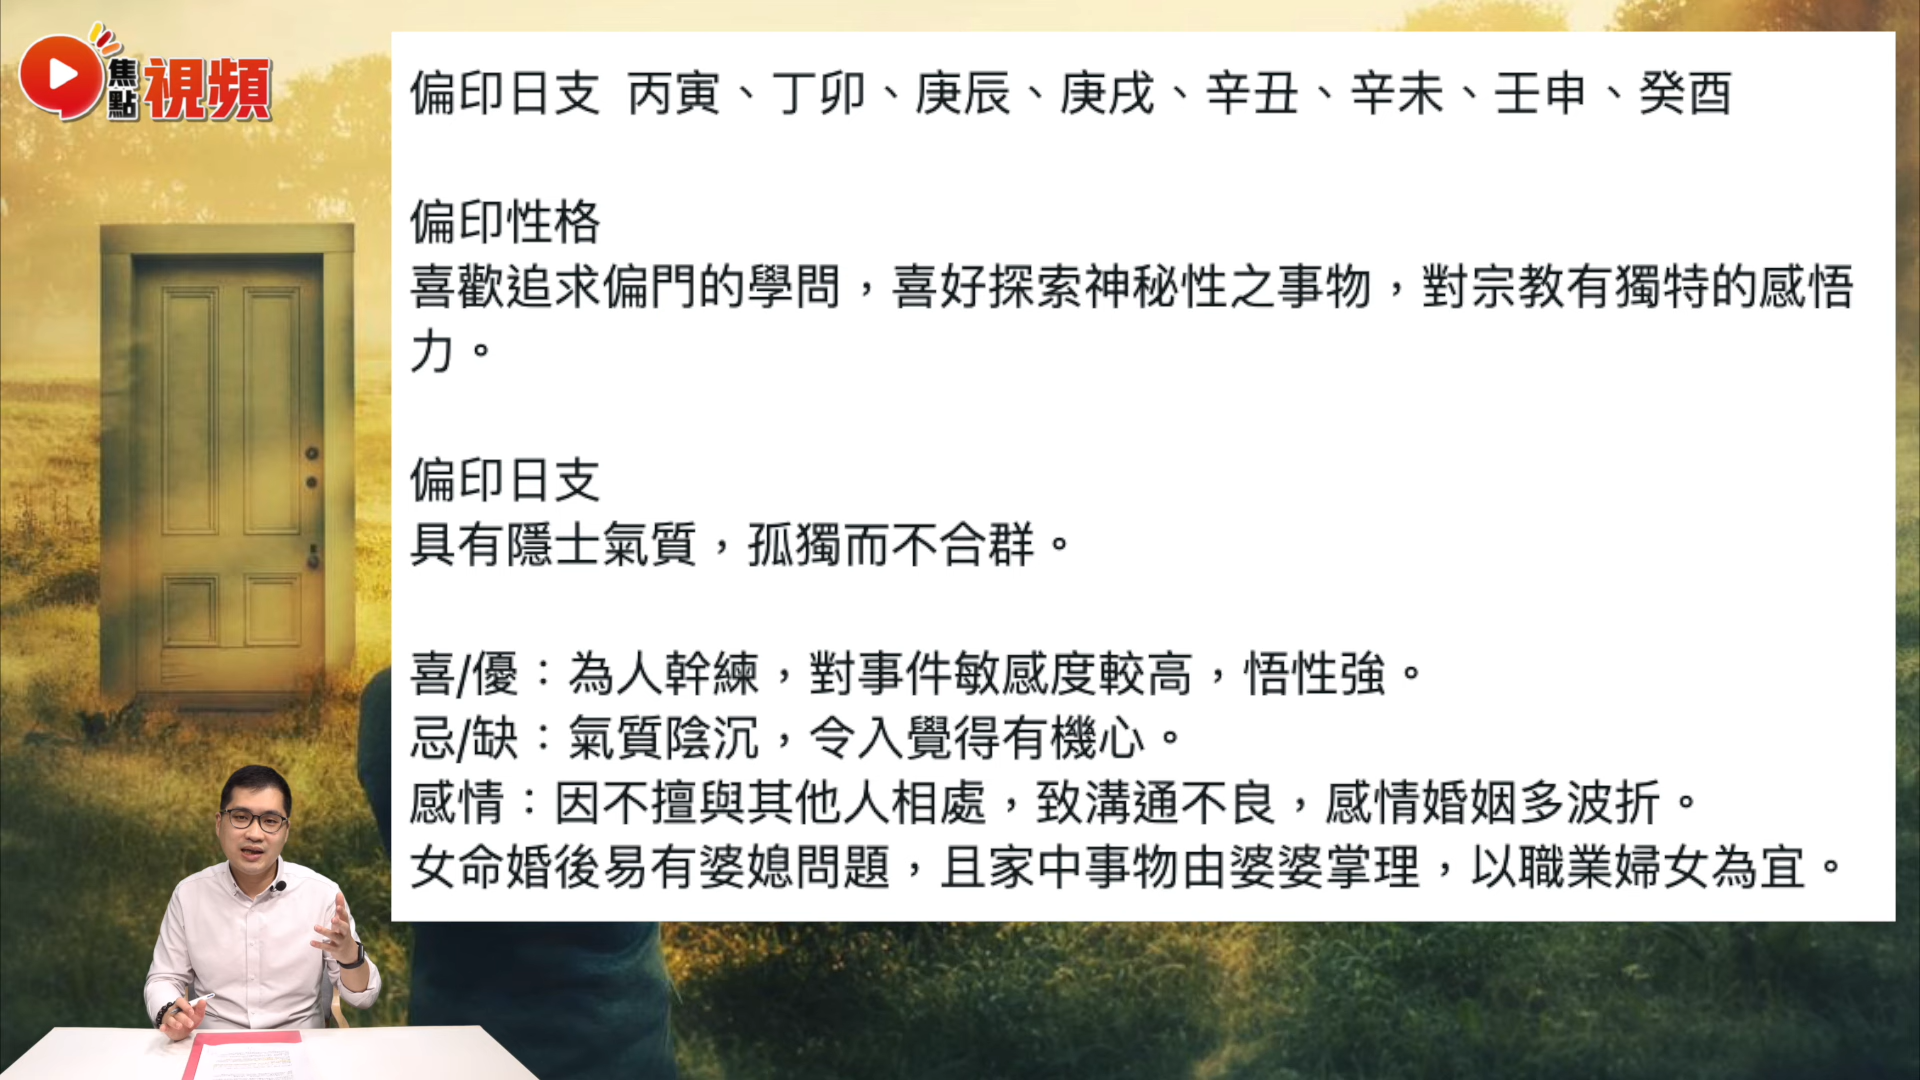 焦點視頻
偏印日支 丙寅、丁卯、庚辰、庚戌、辛丑、辛未、壬申、癸酉
偏印性格
喜歡追求偏門的學問，喜好探索神秘性之事物，對宗教有獨特的感悟
力。
偏印日支
具有隱士氣質，孤獨而不合群。
喜/優：為人幹練，對事件敏感度較高，悟性強。
忌/缺：氣質陰沉，令入覺得有機心。
感情：因不擅與其他人相處，致溝通不良，感情婚姻多波折。
女命婚後易有婆媳問題，且家中事物由婆婆掌理，以職業婦女為宜。